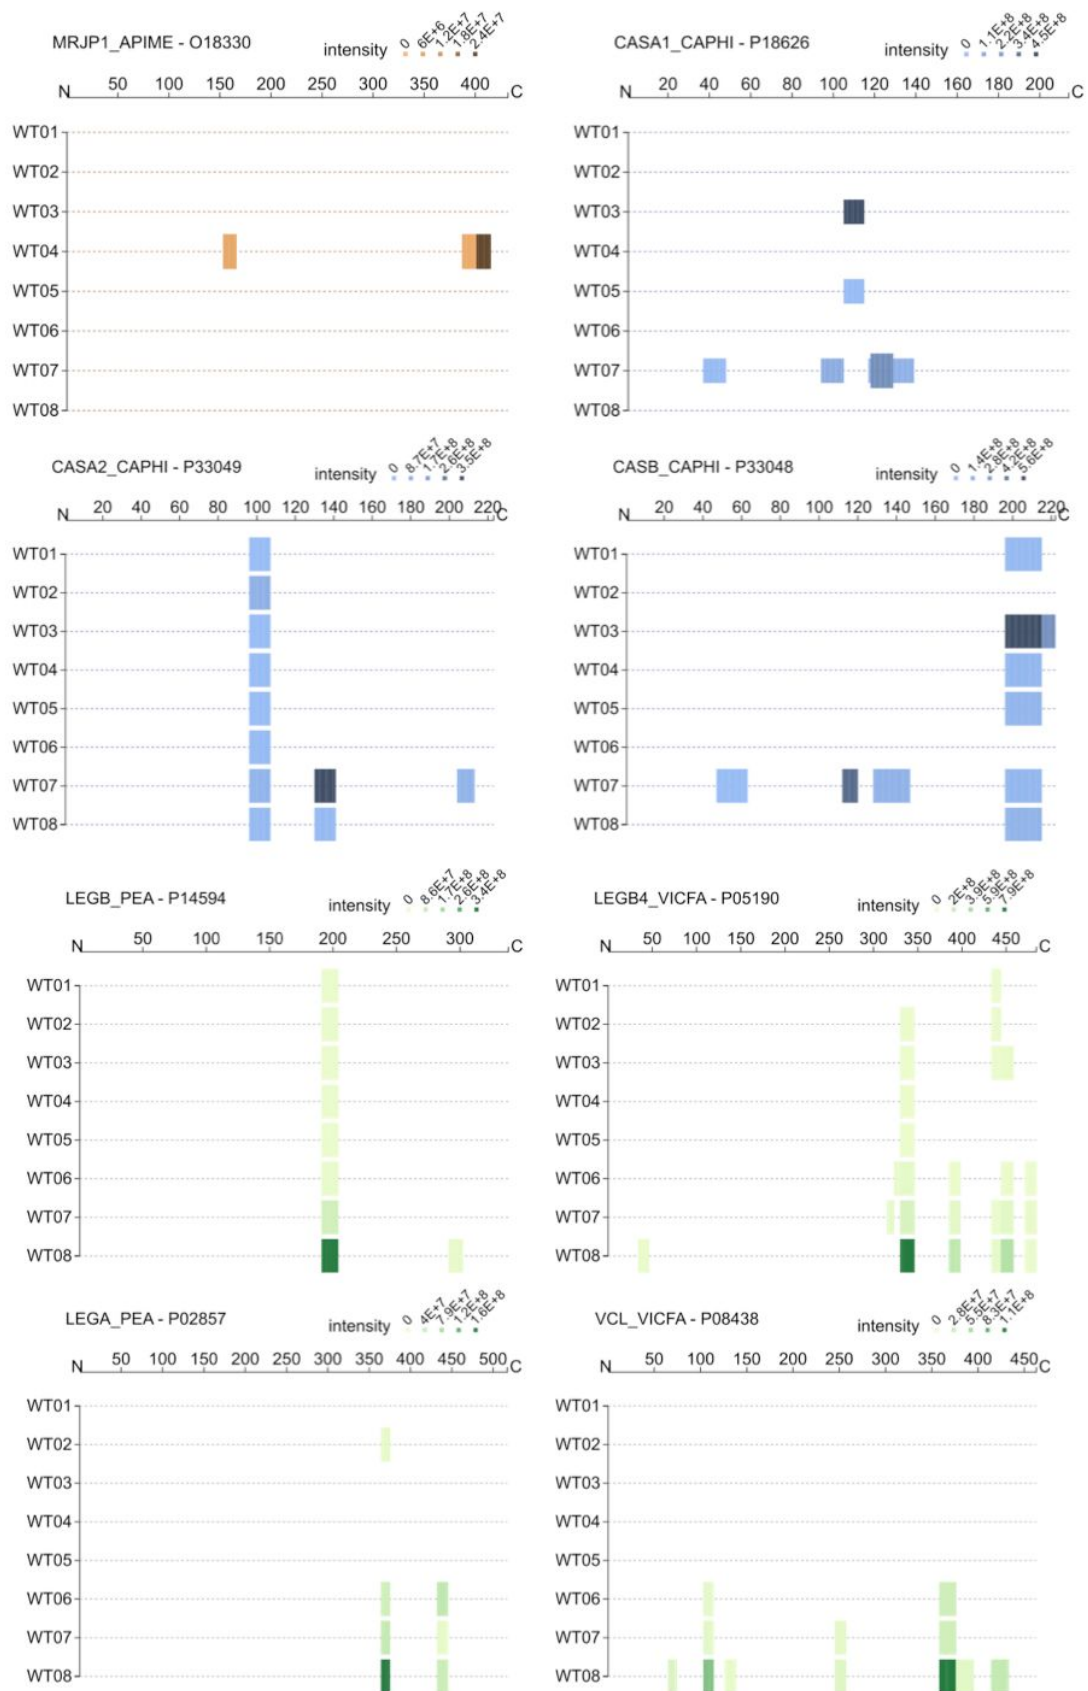 MRJP1_APIME - O18330
intensity 0 6E+6 1.2E+7 1.8E+7 2.4E+7
N 50 100 150 200 250 300 350 400 C
WT01
WT02
WT03
WT04
WT05
WT06
WT07
WT08
CASA1_CAPHI - P18626
intensity 0 1.1E+8 2.2E+8 3.4E+8 4.5E+8
N 20 40 60 80 100 120 140 160 180 200 C
WT01
WT02
WT03
WT04
WT05
WT06
WT07
WT08
CASA2_CAPHI - P33049
intensity 0 8.7E+7 1.7E+8 2.6E+8 3.5E+8
N 20 40 60 80 100 120 140 160 180 200 220 C
WT01
WT02
WT03
WT04
WT05
WT06
WT07
WT08
CASB_CAPHI - P33048
intensity 0 1.4E+8 2.8E+8 4.2E+8 5.6E+8
N 20 40 60 80 100 120 140 160 180 200 220 C
WT01
WT02
WT03
WT04
WT05
WT06
WT07
WT08
LEGB_PEA - P14594
intensity 0 8.6E+7 1.7E+8 2.6E+8 3.4E+8
N 50 100 150 200 250 300 C
WT01
WT02
WT03
WT04
WT05
WT06
WT07
WT08
LEGB4_VICFA - P05190
intensity 0 2E+8 3.9E+8 5.9E+8 7.9E+8
N 50 100 150 200 250 300 350 400 450 C
WT01
WT02
WT03
WT04
WT05
WT06
WT07
WT08
LEGA_PEA - P02857
intensity 0 4E+7 7.9E+7 1.2E+8 1.6E+8
N 50 100 150 200 250 300 350 400 450 500 C
WT01
WT02
WT03
WT04
WT05
WT06
WT07
WT08
VCL_VICFA - P08438
intensity 0 2.8E+7 5.5E+7 8.3E+7 1.1E+8
N 50 100 150 200 250 300 350 400 450 C
WT01
WT02
WT03
WT04
WT05
WT06
WT07
WT08